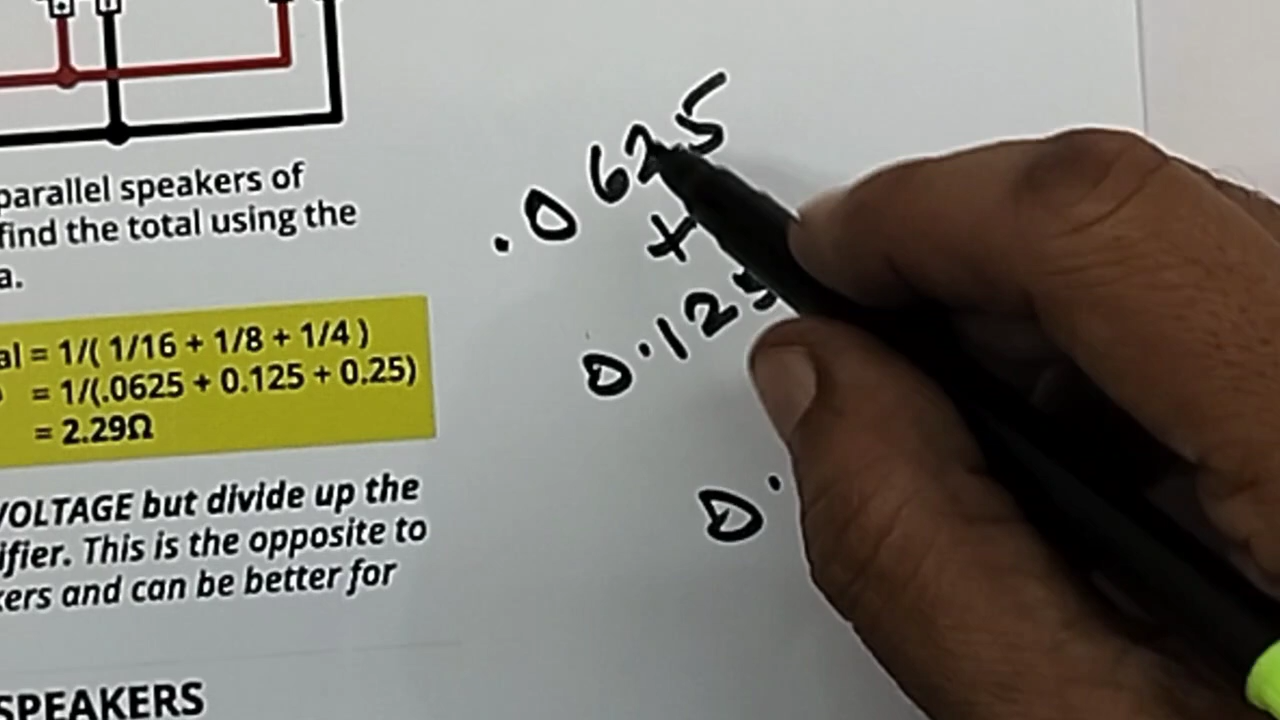 parallel speakers of
find the total using the
a.
al = 1/( 1/16 + 1/8 + 1/4 )
= 1/(.0625 + 0.125 + 0.25)
= 2.29Ω
VOLTAGE but divide up the
ifier. This is the opposite to
kers and can be better for
SPEAKERS
.0625
+
0.125
0.